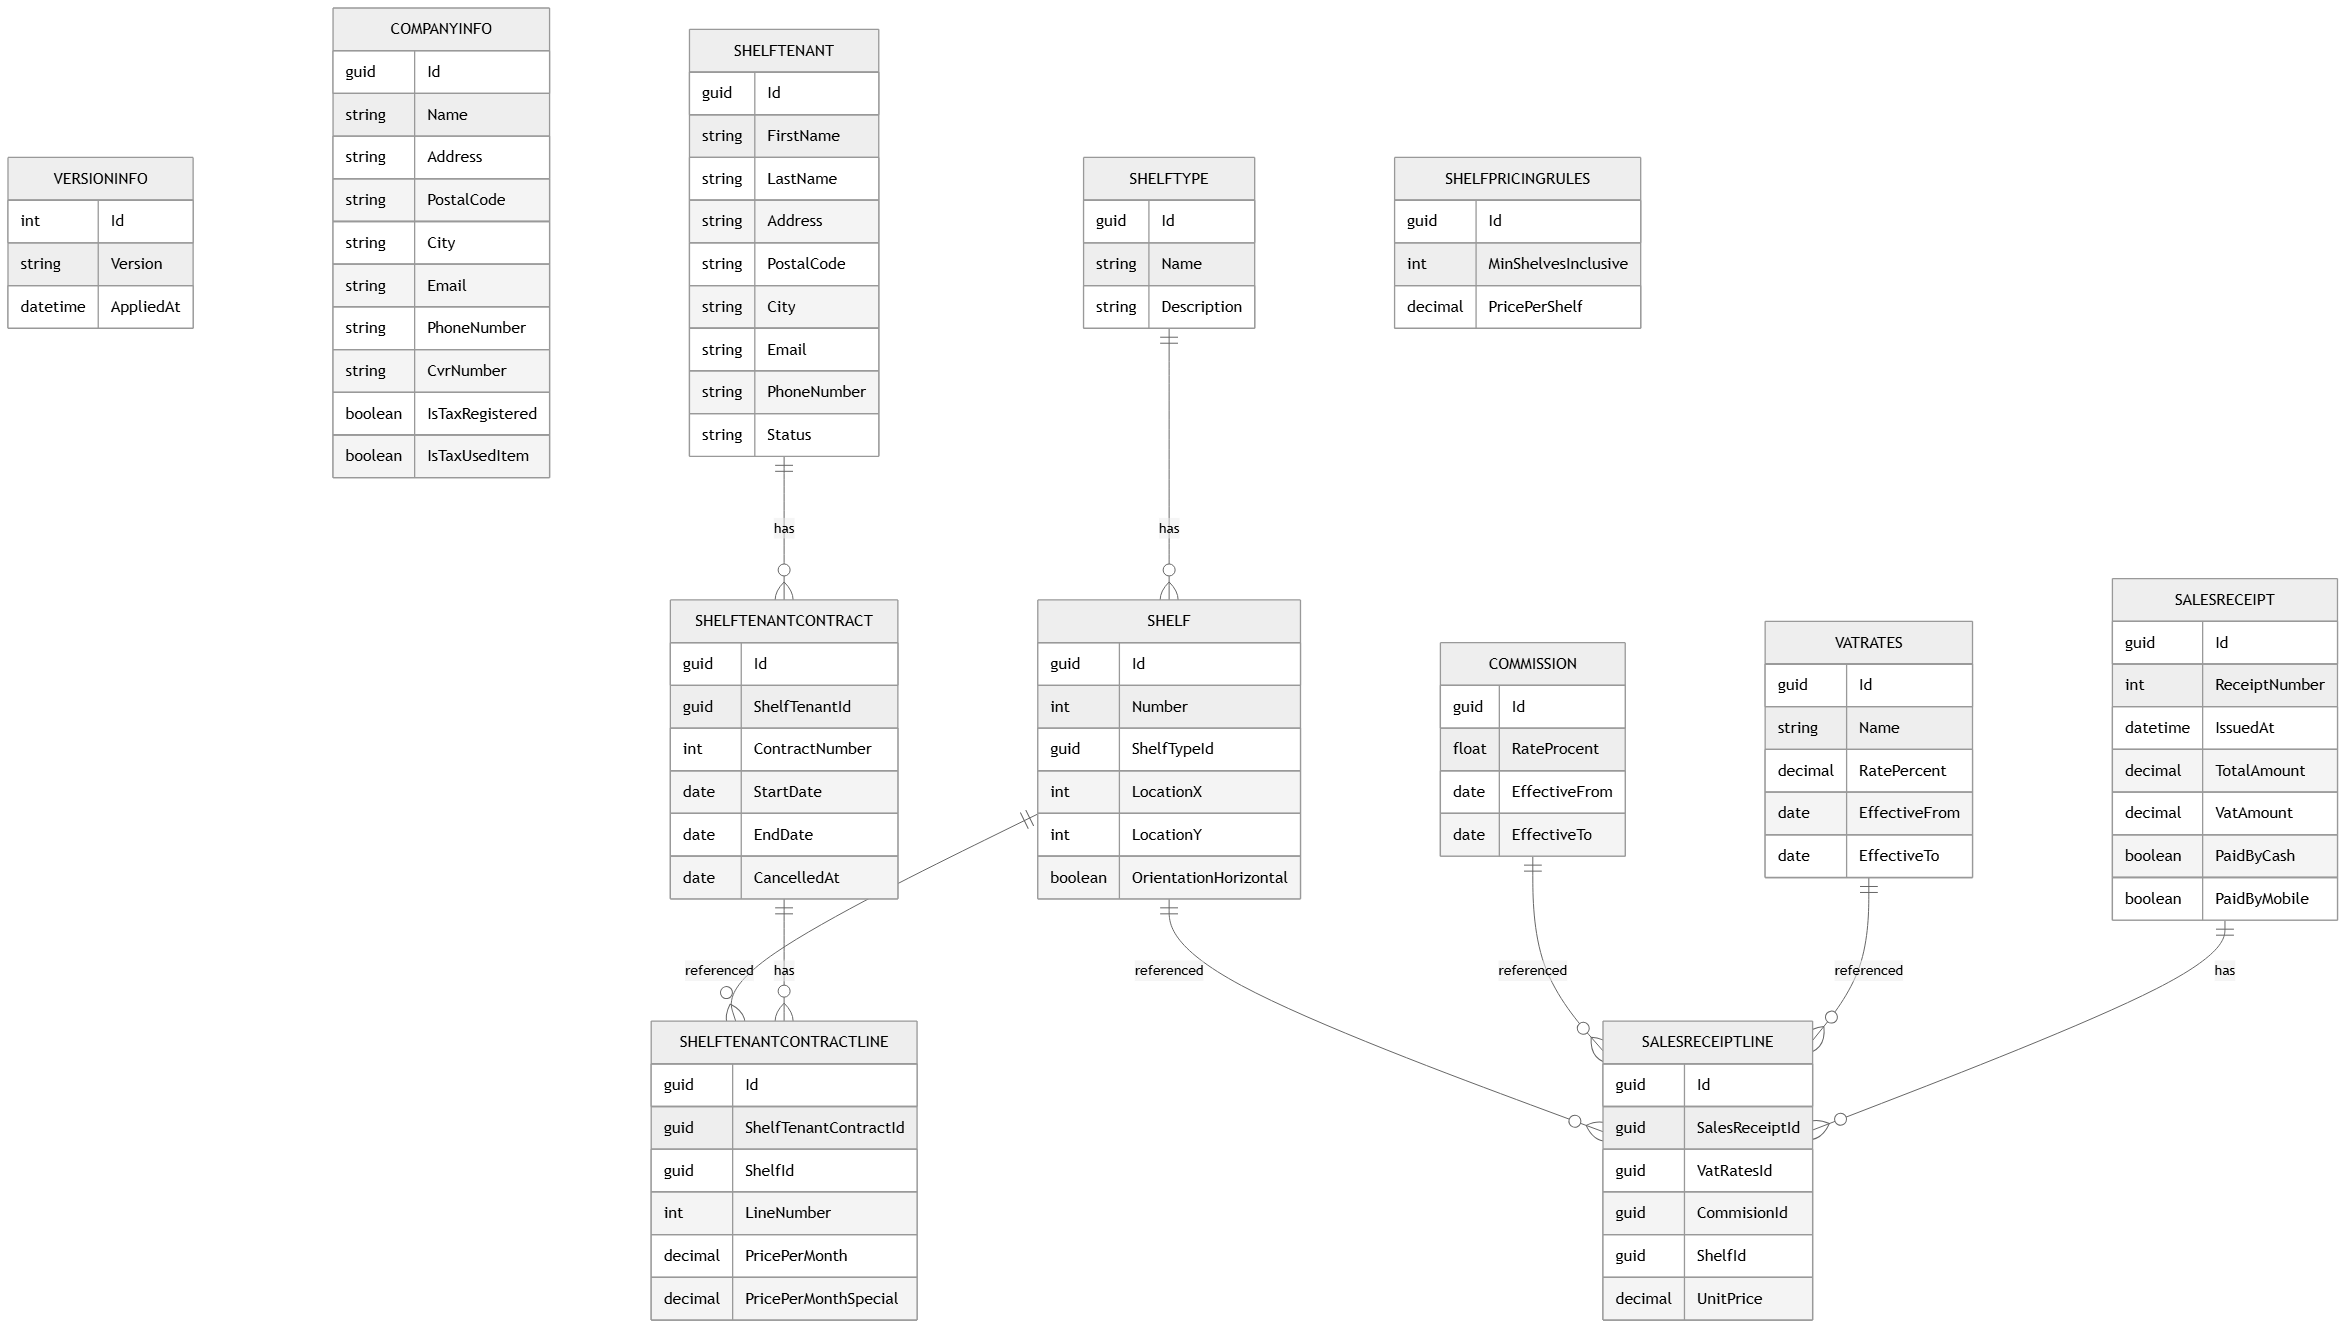 VERSIONINFO
int Id
string Version
datetime AppliedAt
COMPANYINFO
guid Id
string Name
string Address
string PostalCode
string City
string Email
string PhoneNumber
string CvrNumber
boolean IsTaxRegistered
boolean IsTaxUsedItem
SHELFTENANT
guid Id
string FirstName
string LastName
string Address
string PostalCode
string City
string Email
string PhoneNumber
string Status
SHELFTYPE
guid Id
string Name
string Description
SHELFPRICINGRULES
guid Id
int MinShelvesInclusive
decimal PricePerShelf
has
has
SHELFTENANTCONTRACT
guid Id
guid ShelfTenantId
int ContractNumber
date StartDate
date EndDate
date CancelledAt
SHELF
guid Id
int Number
guid ShelfTypeId
int LocationX
int LocationY
boolean OrientationHorizontal
COMMISSION
guid Id
float RateProcent
date EffectiveFrom
date EffectiveTo
VATRATES
guid Id
string Name
decimal RatePercent
date EffectiveFrom
date EffectiveTo
SALESRECEIPT
guid Id
int ReceiptNumber
datetime IssuedAt
decimal TotalAmount
decimal VatAmount
boolean PaidByCash
boolean PaidByMobile
referenced
has
referenced
referenced
referenced
has
SHELFTENANTCONTRACTLINE
guid Id
guid ShelfTenantContractId
guid ShelfId
int LineNumber
decimal PricePerMonth
decimal PricePerMonthSpecial
SALESRECEIPTLINE
guid Id
guid SalesReceiptId
guid VatRatesId
guid CommisionId
guid ShelfId
decimal UnitPrice